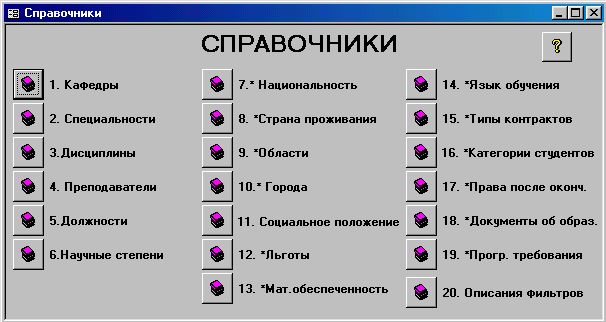 Справочники
СПРАВОЧНИКИ
?
1. Кафедры
2. Специальности
3.Дисциплины
4. Преподаватели
5.Должности
6.Научные степени
7.* Национальность
8. *Страна проживания
9. *Области
10.* Города
11. Социальное положение
12. *Льготы
13. *Мат.обеспеченность
14. *Язык обучения
15. *Типы контрактов
16. *Категории студентов
17. *Права после оконч.
18. *Документы об образ.
19. *Прогр. требования
20. Описания фильтров